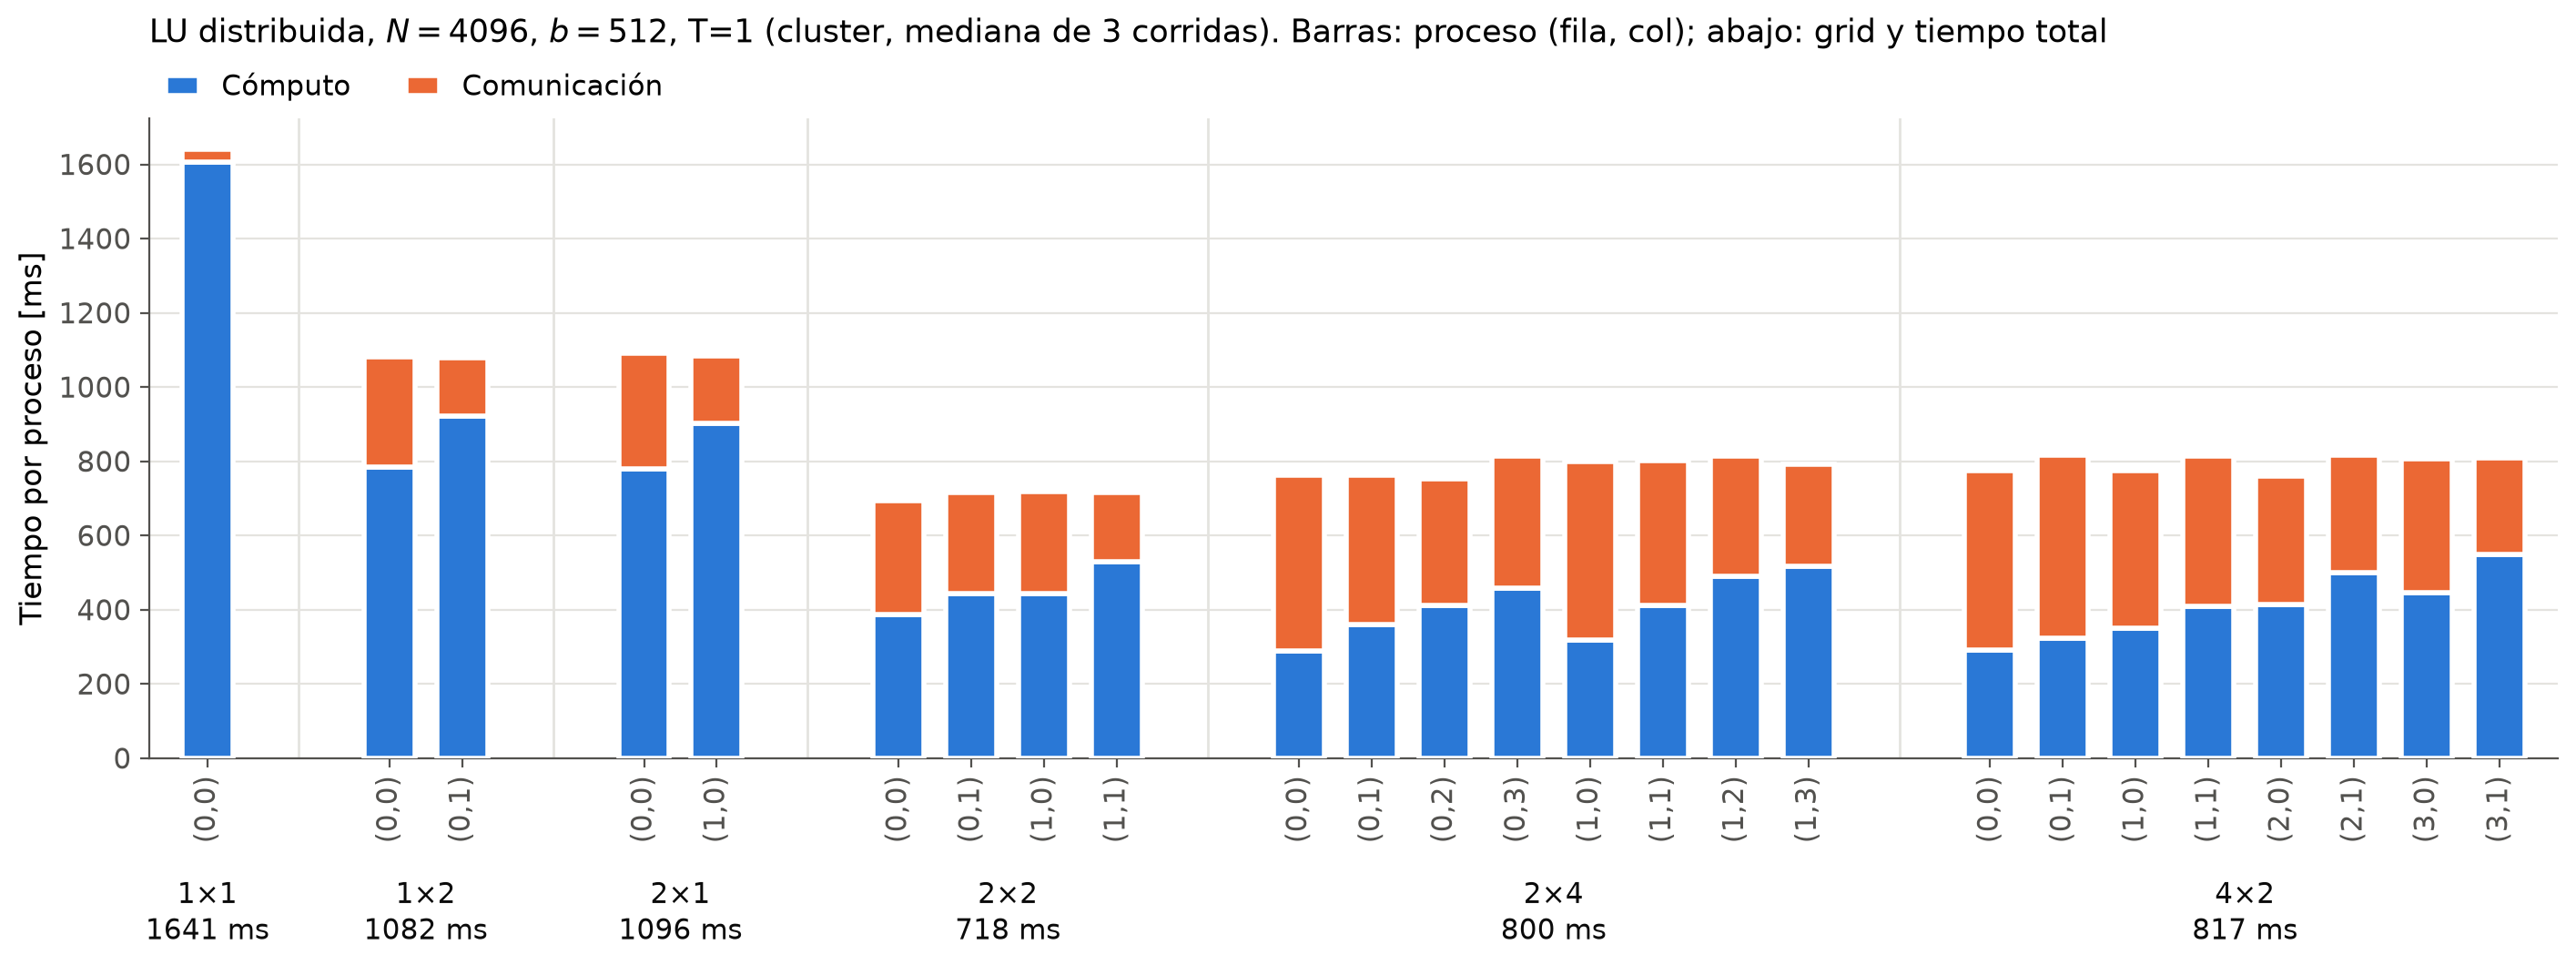 LU distribuida, N = 4096, b = 512, T=1 (cluster, mediana de 3 corridas). Barras: proceso (fila, col); abajo: grid y tiempo total
Cómputo Comunicación
Tiempo por proceso [ms]
1600
1400
1200
1000
800
600
400
200
0
(0,0) (0,0) (0,1) (0,0) (1,0) (0,0) (0,1) (1,0) (1,1) (0,0) (0,1) (0,2) (0,3) (1,0) (1,1) (1,2) (1,3) (0,0) (0,1) (1,0) (1,1) (2,0) (2,1) (3,0) (3,1)
1×1 1×2 2×1 2×2 2×4 4×2
1641 ms 1082 ms 1096 ms 718 ms 800 ms 817 ms